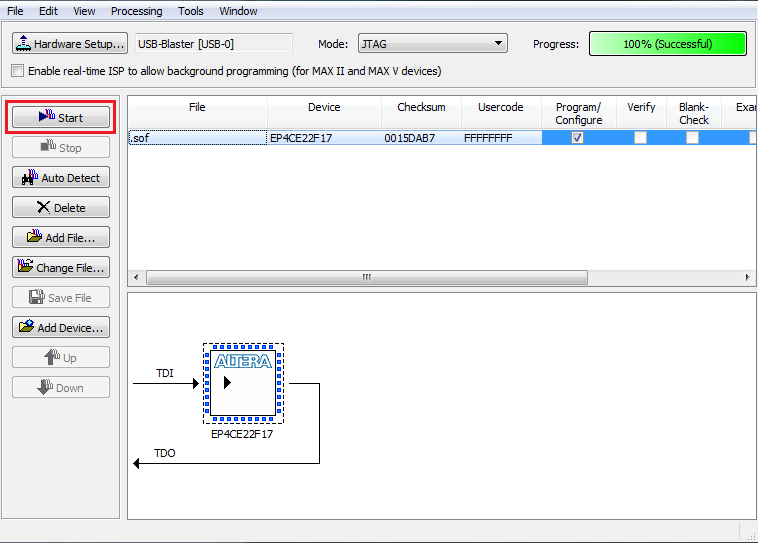 File Edit View Processing Tools Window
Hardware Setup... USB-Blaster [USB-0] Mode: JTAG Progress: 100% (Successful)
Enable real-time ISP to allow background programming (for MAX II and MAX V devices)
Start
Stop
Auto Detect
Delete
Add File...
Change File...
Save File
Add Device...
Up
Down
File Device Checksum Usercode Program/ Verify Blank- Exar
Configure Check
.sof EP4CE22F17 0015DAB7 FFFFFFFF
ALTERA
TDI
EP4CE22F17
TDO